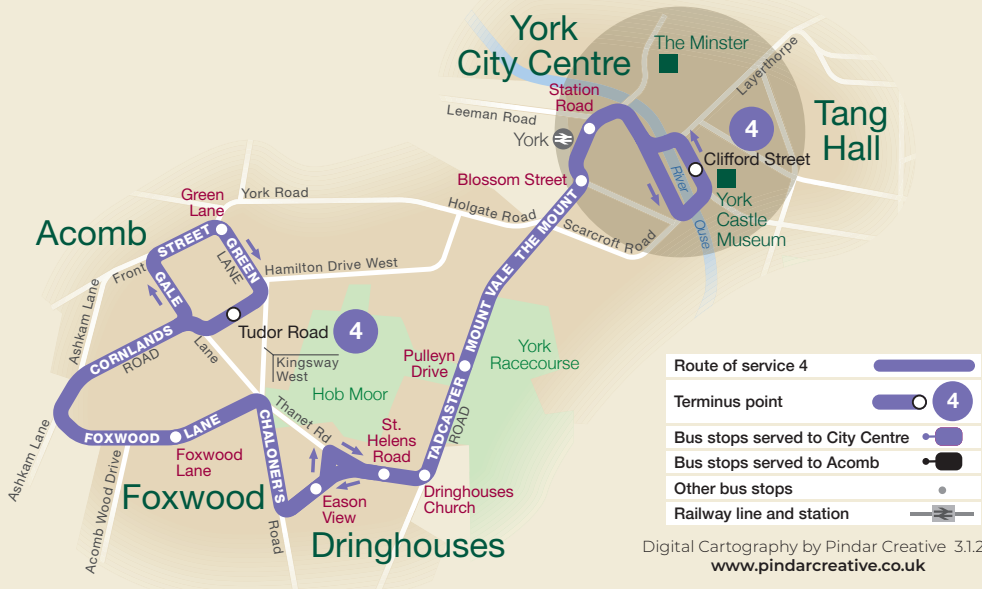 York
City Centre
The Minster
Layerthorpe
Station
Road
Leeman Road
York
4
Tang
Hall
Clifford Street
Blossom Street
River
Ouse
York
Castle
Museum
Green
Lane
York Road
Holgate Road
Scarcroft Road
Acomb
Front
STREET
GREEN
LANE
GALE
Hamilton Drive West
MOUNT VALE THE MOUNT
Ashkam Lane
CORNLANDS
ROAD
Lane
Tudor Road
4
Kingsway
West
Pulleyn
Drive
York
Racecourse
Hob Moor
TADCASTER
ROAD
Thanet Rd
St.
Helens
Road
FOXWOOD LANE
CHALONER'S
Road
Foxwood
Lane
Ashkam Lane
Acomb Wood Drive
Foxwood
Eason
View
Dringhouses
Church
Dringhouses
Route of service 4
Terminus point
4
Bus stops served to City Centre
Bus stops served to Acomb
Other bus stops
Railway line and station
Digital Cartography by Pindar Creative 3.1.2
www.pindarcreative.co.uk